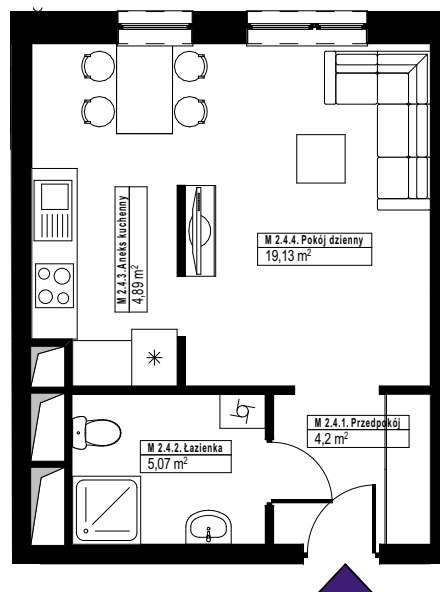 M 2.4.3. Aneks kuchenny
4,89 m²
M 2.4.4. Pokój dzienny
19,13 m²
M 2.4.1. Przedpokój
4,2 m²
M 2.4.2. Łazienka
5,07 m²